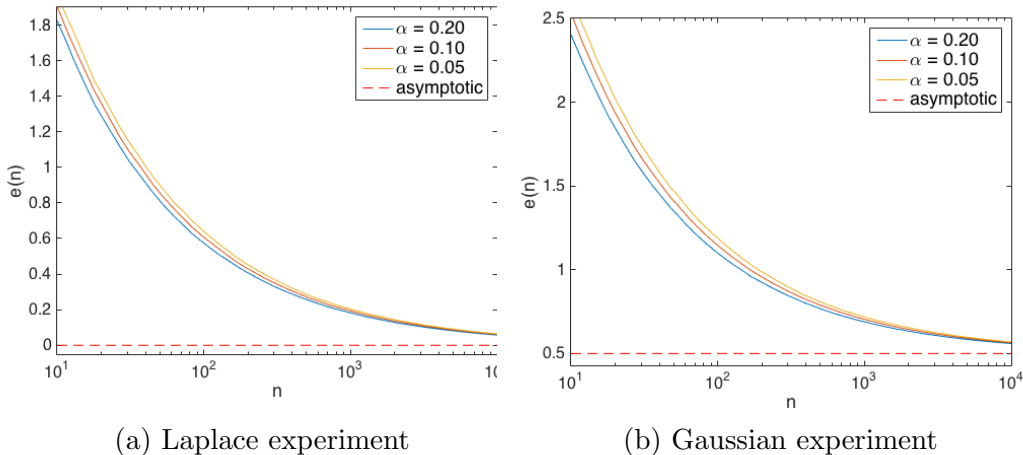 1.8
1.6
1.4
1.2
1
0.8
0.6
0.4
0.2
0
e(n)
α = 0.20
α = 0.10
α = 0.05
asymptotic
10^1
10^2
10^3
n
2.5
2
1.5
1
0.5
e(n)
α = 0.20
α = 0.10
α = 0.05
asymptotic
10^1
10^2
10^3
10^4
n
(a) Laplace experiment
(b) Gaussian experiment